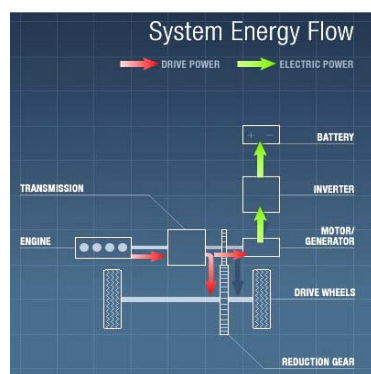 System Energy Flow
DRIVE POWER
ELECTRIC POWER
+ −
BATTERY
INVERTER
TRANSMISSION
ENGINE
MOTOR/
GENERATOR
DRIVE WHEELS
REDUCTION GEAR